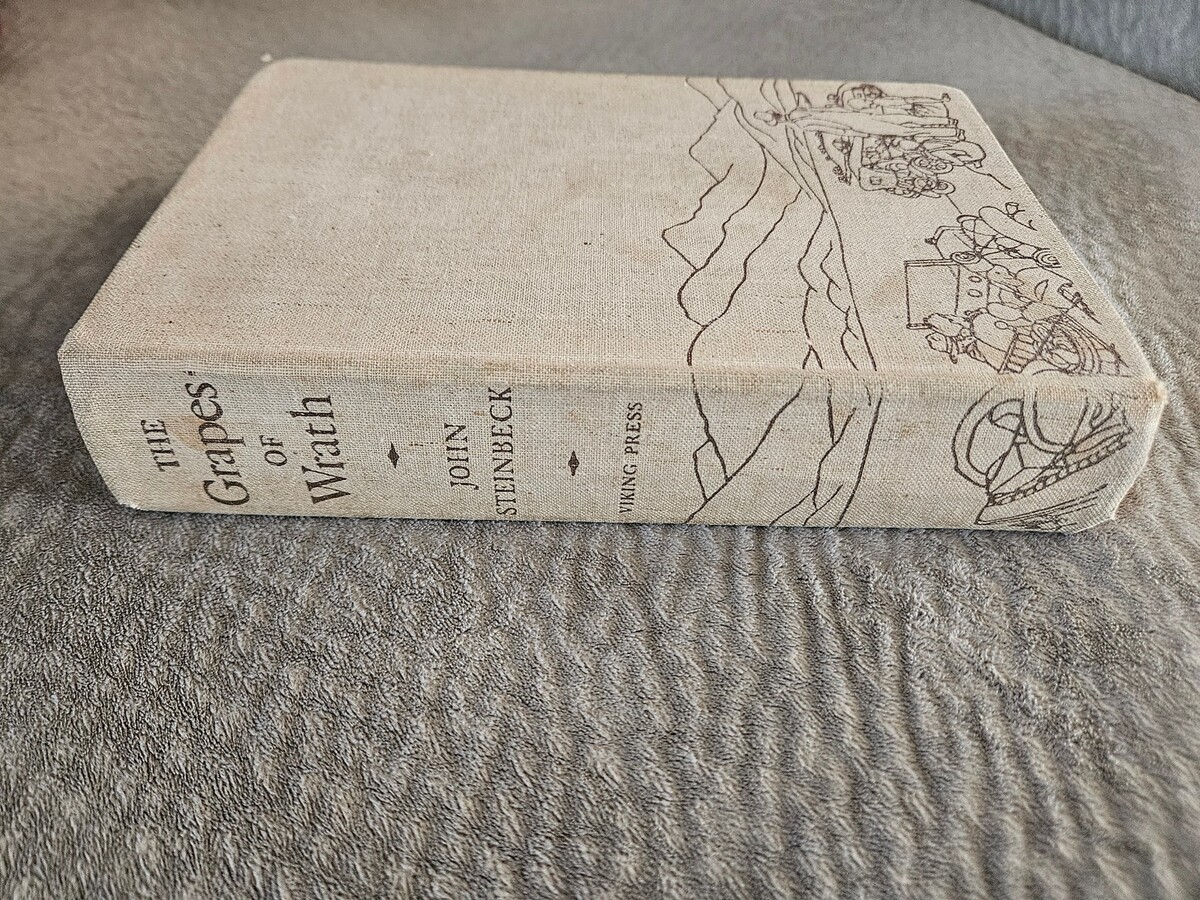 THE
Grapes
OF
Wrath
JOHN
STEINBECK
VIKING PRESS